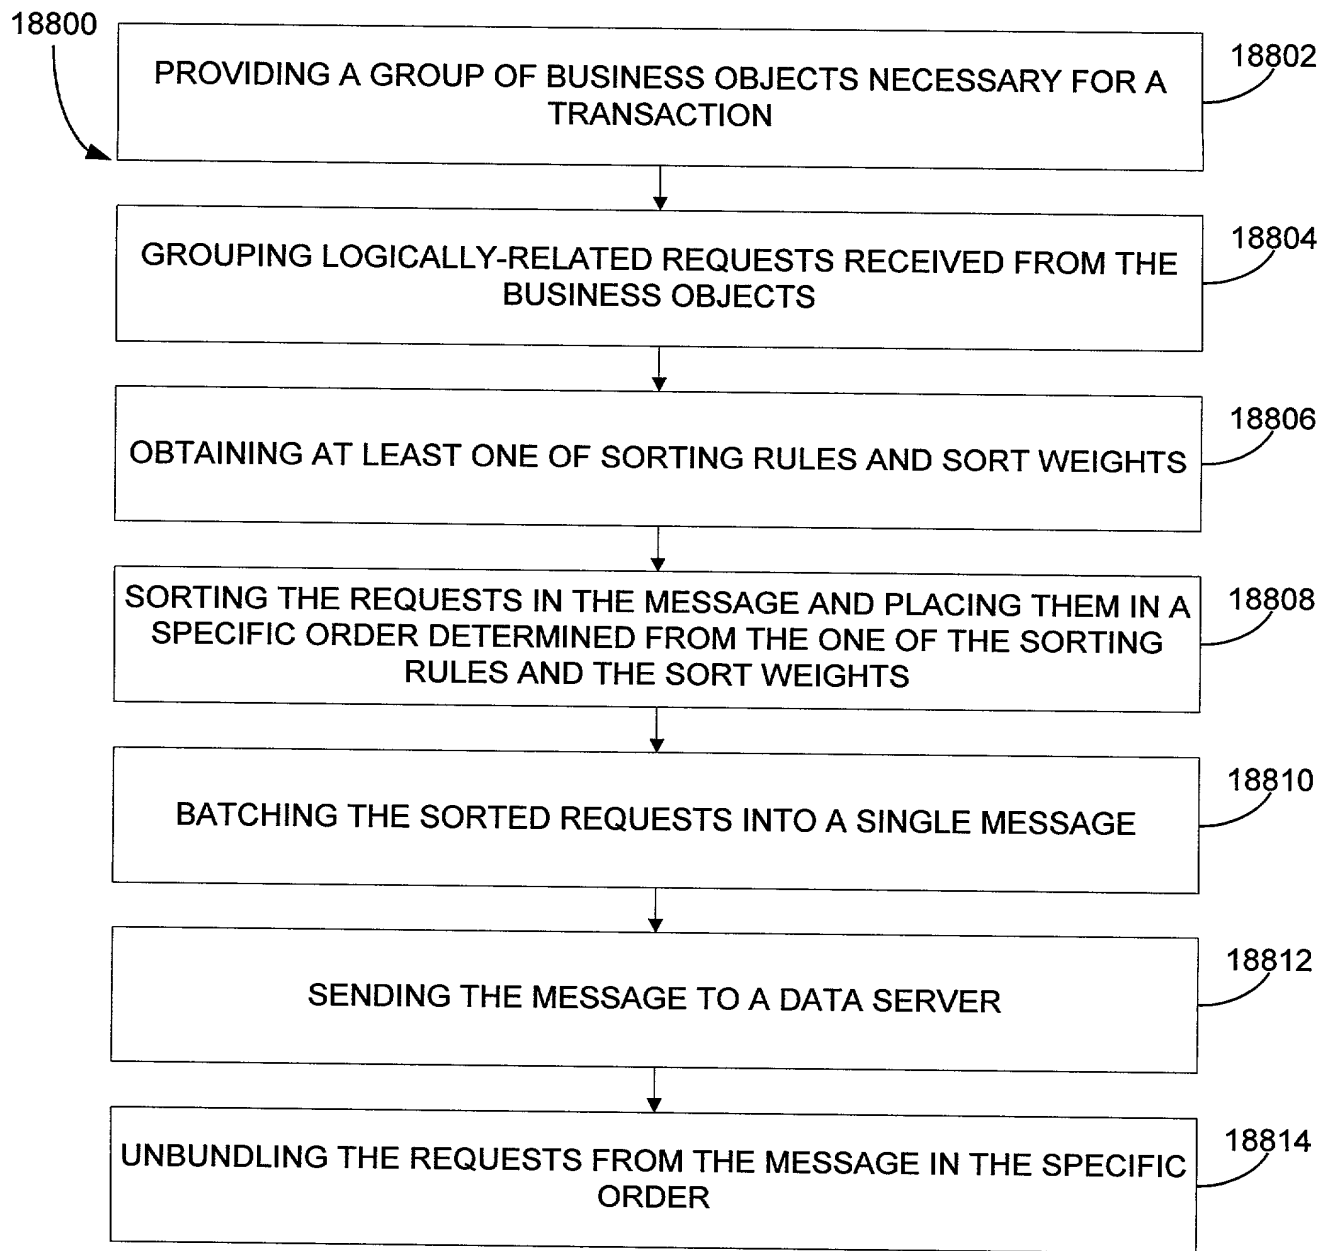 18800
PROVIDING A GROUP OF BUSINESS OBJECTS NECESSARY FOR A
TRANSACTION
18802
GROUPING LOGICALLY-RELATED REQUESTS RECEIVED FROM THE
BUSINESS OBJECTS
18804
OBTAINING AT LEAST ONE OF SORTING RULES AND SORT WEIGHTS
18806
SORTING THE REQUESTS IN THE MESSAGE AND PLACING THEM IN A
SPECIFIC ORDER DETERMINED FROM THE ONE OF THE SORTING
RULES AND THE SORT WEIGHTS
18808
BATCHING THE SORTED REQUESTS INTO A SINGLE MESSAGE
18810
SENDING THE MESSAGE TO A DATA SERVER
18812
UNBUNDLING THE REQUESTS FROM THE MESSAGE IN THE SPECIFIC
ORDER
18814